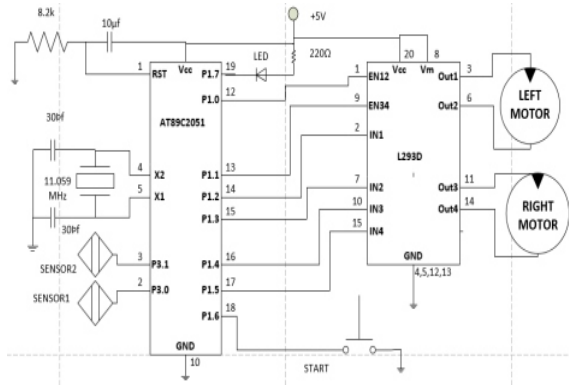 8.2k
10µf
+5V
LED
220Ω
1 RST
Vcc
P1.7 19
P1.0 12
AT89C2051
30Þf
11.059
MHz
30Þf
4 X2
5 X1
P1.1 13
P1.2 14
P1.3 15
SENSOR2
3 P3.1
P1.4 16
SENSOR1
2 P3.0
P1.5 17
P1.6 18
GND
10
START
20 8
Vcc Vm
1 EN12
9 EN34
2 IN1
7 IN2
10 IN3
15 IN4
L293D
Out1 3
Out2 6
Out3 11
Out4 14
GND
4,5,12,13
LEFT
MOTOR
RIGHT
MOTOR